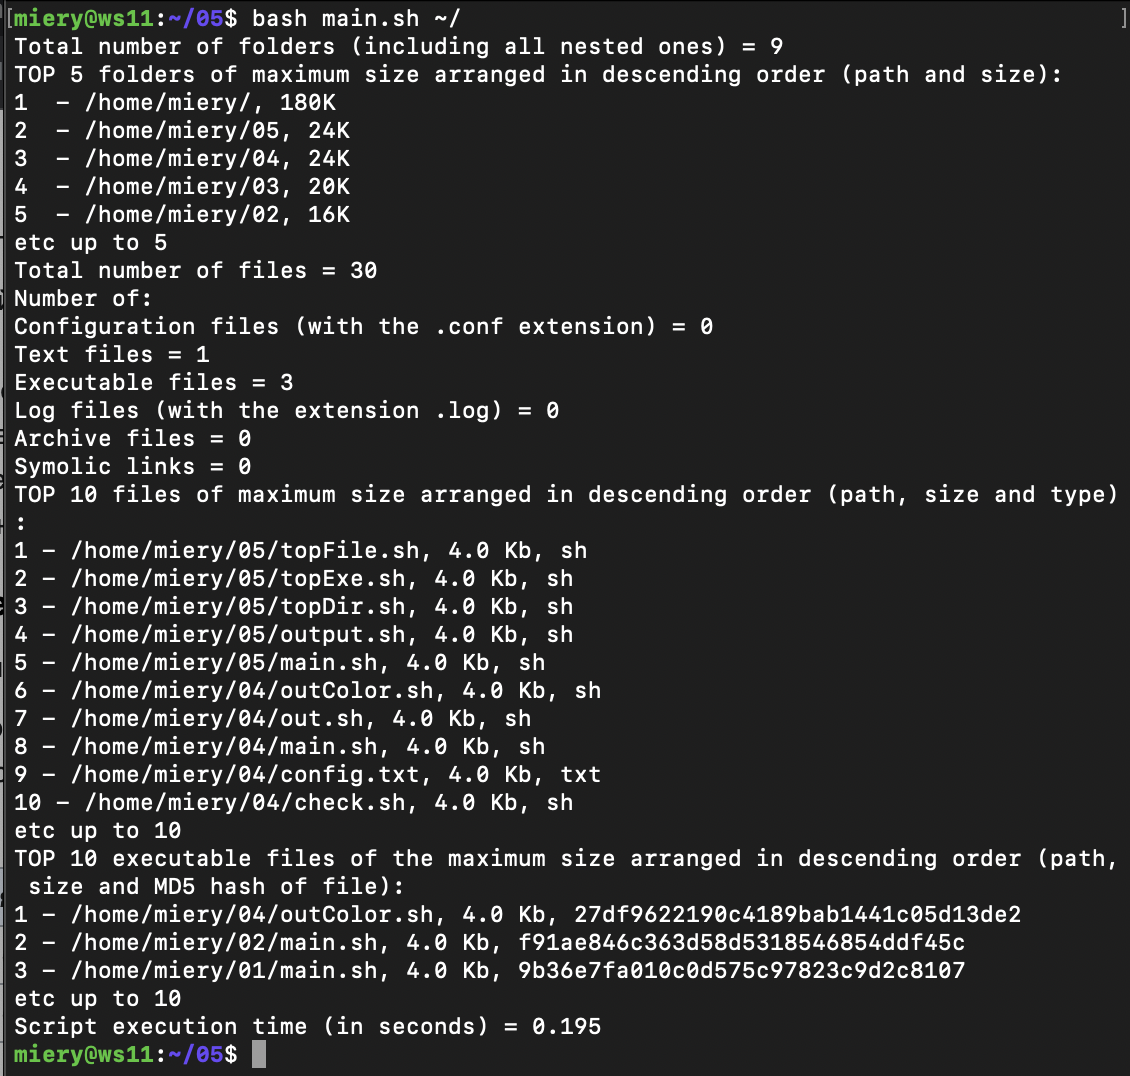 [miery@ws11:~/05$ bash main.sh ~/ ]
Total number of folders (including all nested ones) = 9
TOP 5 folders of maximum size arranged in descending order (path and size):
1  – /home/miery/, 180K
2  – /home/miery/05, 24K
3  – /home/miery/04, 24K
4  – /home/miery/03, 20K
5  – /home/miery/02, 16K
etc up to 5
Total number of files = 30
Number of:
Configuration files (with the .conf extension) = 0
Text files = 1
Executable files = 3
Log files (with the extension .log) = 0
Archive files = 0
Symolic links = 0
TOP 10 files of maximum size arranged in descending order (path, size and type)
:
1 – /home/miery/05/topFile.sh, 4.0 Kb, sh
2 – /home/miery/05/topExe.sh, 4.0 Kb, sh
3 – /home/miery/05/topDir.sh, 4.0 Kb, sh
4 – /home/miery/05/output.sh, 4.0 Kb, sh
5 – /home/miery/05/main.sh, 4.0 Kb, sh
6 – /home/miery/04/outColor.sh, 4.0 Kb, sh
7 – /home/miery/04/out.sh, 4.0 Kb, sh
8 – /home/miery/04/main.sh, 4.0 Kb, sh
9 – /home/miery/04/config.txt, 4.0 Kb, txt
10 – /home/miery/04/check.sh, 4.0 Kb, sh
etc up to 10
TOP 10 executable files of the maximum size arranged in descending order (path,
 size and MD5 hash of file):
1 – /home/miery/04/outColor.sh, 4.0 Kb, 27df9622190c4189bab1441c05d13de2
2 – /home/miery/02/main.sh, 4.0 Kb, f91ae846c363d58d5318546854ddf45c
3 – /home/miery/01/main.sh, 4.0 Kb, 9b36e7fa010c0d575c97823c9d2c8107
etc up to 10
Script execution time (in seconds) = 0.195
miery@ws11:~/05$